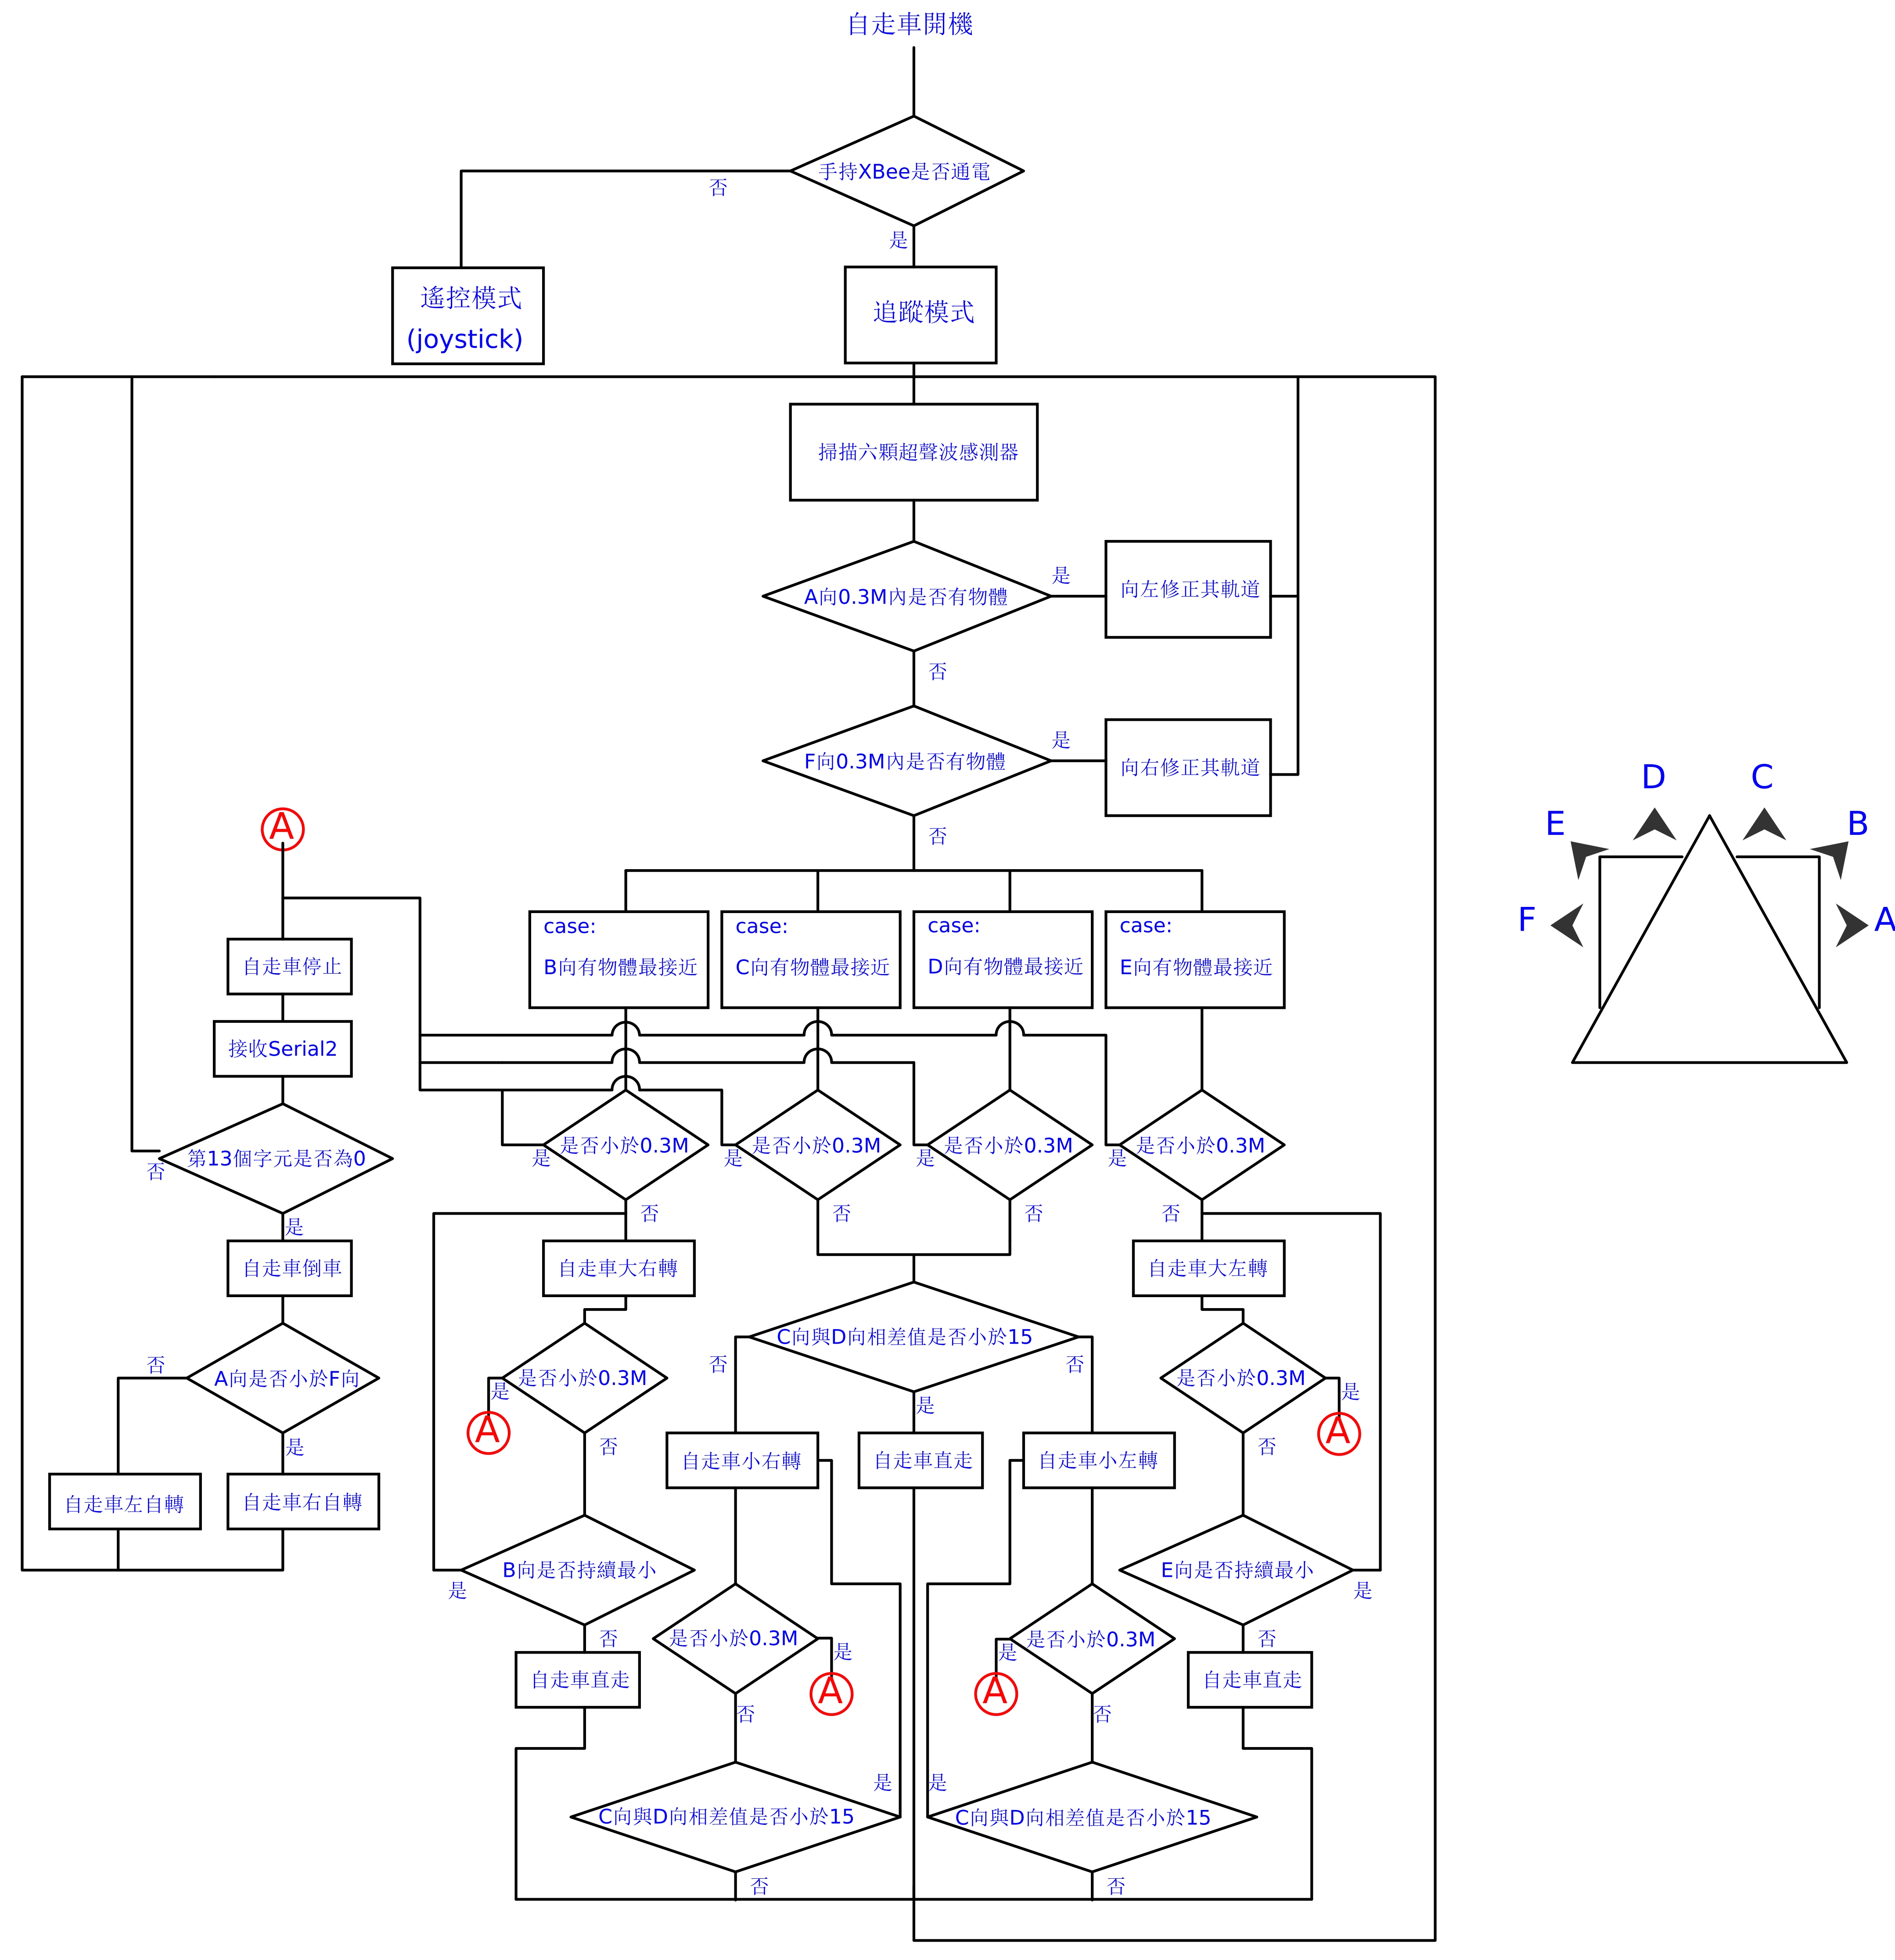 自走車開機
手持XBee是否通電
否
是
遙控模式
(joystick)
追蹤模式
掃描六顆超聲波感測器
是
A向0.3M內是否有物體
向左修正其軌道
否
是
F向0.3M內是否有物體
向右修正其軌道
否
D
C
E
B
F
A
A
自走車停止
接收Serial2
第13個字元是否為0
否
是
自走車倒車
A向是否小於F向
否
是
自走車左自轉
自走車右自轉
case:
B向有物體最接近
case:
C向有物體最接近
case:
D向有物體最接近
case:
E向有物體最接近
是否小於0.3M
是否小於0.3M
是否小於0.3M
是否小於0.3M
是
是
是
是
否
否
否
否
自走車大右轉
自走車大左轉
C向與D向相差值是否小於15
否
否
是
是否小於0.3M
是
A
否
是否小於0.3M
是
A
否
自走車小右轉
自走車直走
自走車小左轉
B向是否持續最小
是
否
E向是否持續最小
是
否
是否小於0.3M
是
A
否
是否小於0.3M
是
A
否
自走車直走
自走車直走
是
是
C向與D向相差值是否小於15
C向與D向相差值是否小於15
否
否